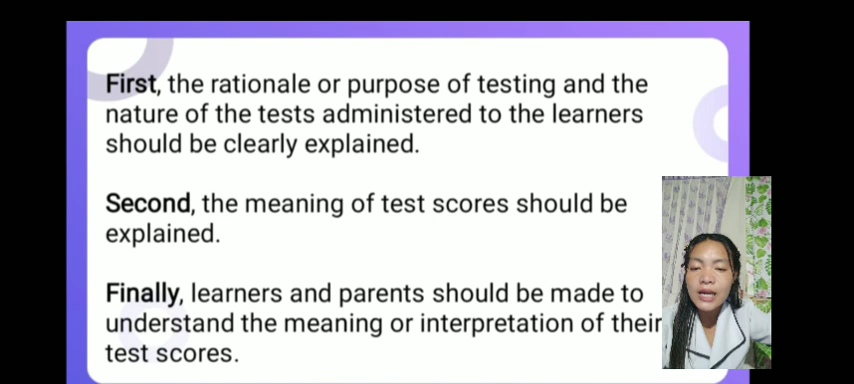 First, the rationale or purpose of testing and the
nature of the tests administered to the learners
should be clearly explained.
Second, the meaning of test scores should be
explained.
Finally, learners and parents should be made to
understand the meaning or interpretation of their
test scores.